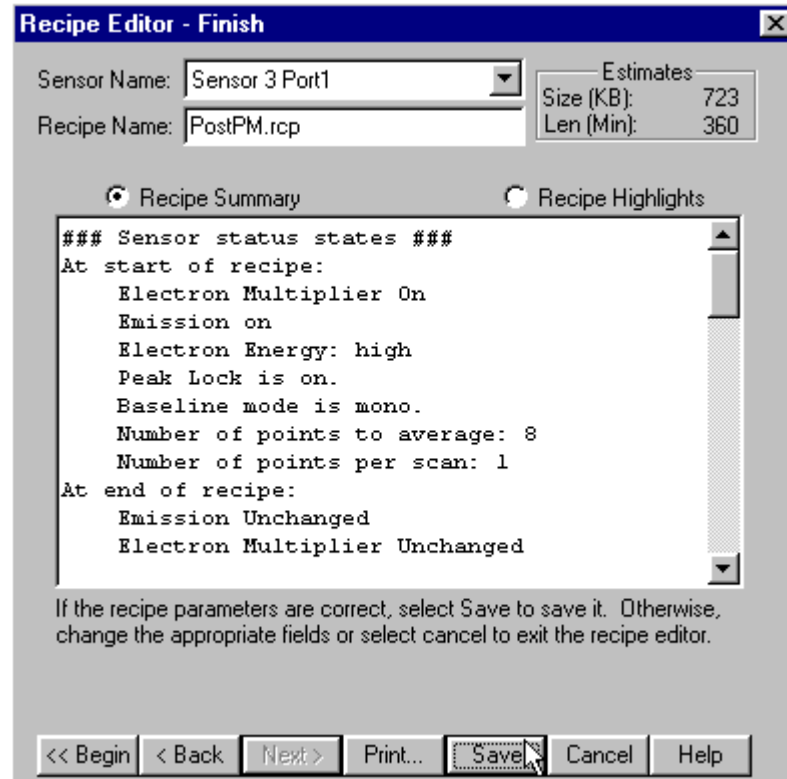 Recipe Editor - Finish
Sensor Name: Sensor 3 Port1
Recipe Name: PostPM.rcp
Estimates
Size (KB): 723
Len (Min): 360
Recipe Summary
Recipe Highlights
### Sensor status states ###
At start of recipe:
Electron Multiplier On
Emission on
Electron Energy: high
Peak Lock is on.
Baseline mode is mono.
Number of points to average: 8
Number of points per scan: 1
At end of recipe:
Emission Unchanged
Electron Multiplier Unchanged
If the recipe parameters are correct, select Save to save it. Otherwise,
change the appropriate fields or select cancel to exit the recipe editor.
<< Begin
< Back
Next >
Print...
Save
Cancel
Help